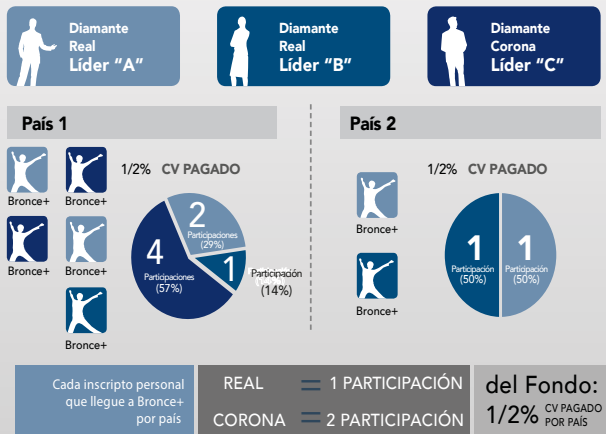 Diamante
Real
Líder “A”
Diamante
Real
Líder “B”
Diamante
Corona
Líder “C”
País 1
País 2
1/2% CV PAGADO
Bronce+
Bronce+
Bronce+
Bronce+
Bronce+
2
Participaciones
(29%)
4
Participaciones
(57%)
1
Participación
(14%)
1/2% CV PAGADO
Bronce+
Bronce+
1
Participación
(50%)
1
Participación
(50%)
Cada inscripto personal
que llegue a Bronce+
por país
REAL = 1 PARTICIPACIÓN
CORONA = 2 PARTICIPACIÓN
del Fondo:
1/2% CV PAGADO
POR PAÍS